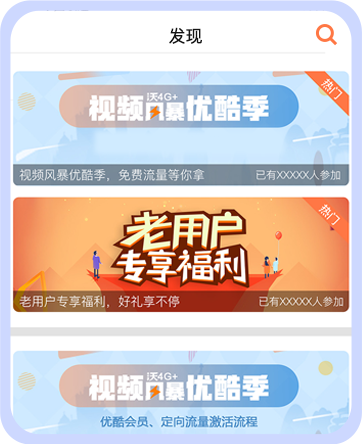 发现
热门
i沃4G+
视频风暴优酷季
视频风暴优酷季，免费流量等你拿 已有XXXXX人参加
热门
老用户
专享福利
老用户专享福利，好礼享不停 已有XXXXX人参加
i沃4G+
视频风暴优酷季
优酷会员、定向流量激活流程